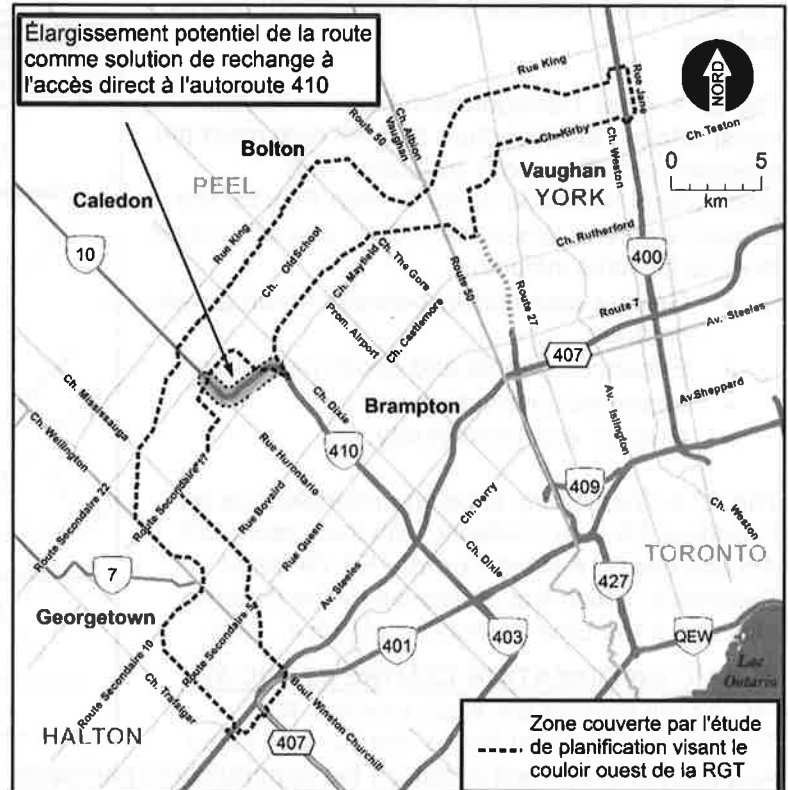 Élargissement potentiel de la route
comme solution de rechange à
l'accès direct à l'autoroute 410
Rue King
Rue Jane
NORD
Ch. Albion
Vaughan
Route 50
Ch. Kirby
Ch. Weston
Ch. Teston
0 5
km
Bolton
PEEL
Vaughan
YORK
Caledon
10
Rue King
Ch. OldSchool
Ch. Mayfield
Ch. The Gore
Prom. Airport
Ch. Castlemore
Route 50
Route 27
Ch. Rutherford
400
Route 7
Av. Steeles
407
Ch. Mississauga
Ch. Wellington
Ch. Dixie
Brampton
Av. Islington
Av. Sheppard
410
Route Secondaire 22
Route Secondaire 17
Rue Hurontario
Rue Bovaird
Rue Queen
Ch. Derry
Ch. Dixie
409
Ch. Weston
TORONTO
7
Av. Steeles
427
Georgetown
Route Secondaire 10
Route Secondaire 5
Ch. Trafalgar
401
403
QEW
Lac
Ontario
HALTON
407
Boul. Winston Churchill
Zone couverte par l'étude
de planification visant le
couloir ouest de la RGT